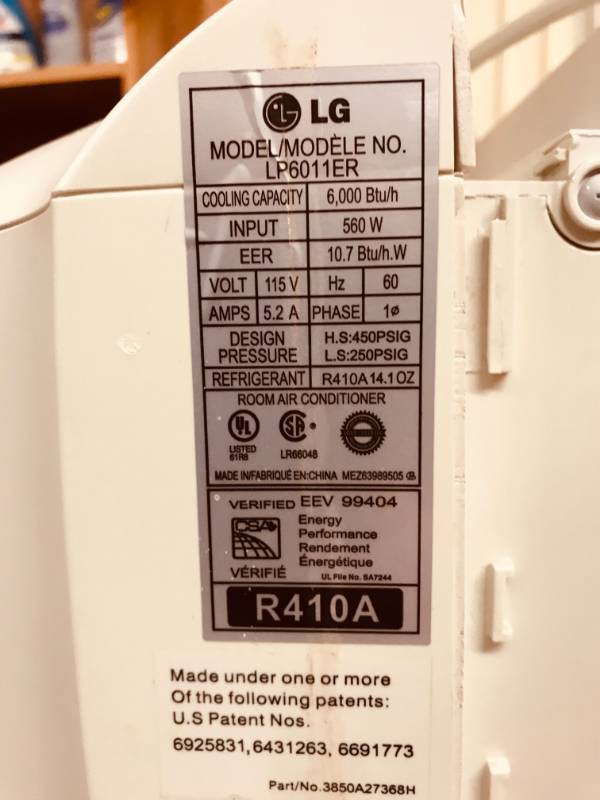 LG
MODEL/MODÈLE NO.
LP6011ER
COOLING CAPACITY 6,000 Btu/h
INPUT 560 W
EER 10.7 Btu/h.W
VOLT 115 V Hz 60
AMPS 5.2 A PHASE 1ø
DESIGN PRESSURE H.S:450PSIG L.S:250PSIG
REFRIGERANT R410A 14.1 OZ
ROOM AIR CONDITIONER
UL SA
LISTED
61R8 LR66048
MADE IN/FABRIQUÉ EN:CHINA MEZ63989505
VERIFIED EEV 99404
CSA
Energy
Performance
Rendement
Énergétique
VÉRIFIÉ UL File No. SA7244
R410A
Made under one or more
Of the following patents:
U.S Patent Nos.
6925831,6431263, 6691773
Part/No.3850A27368H